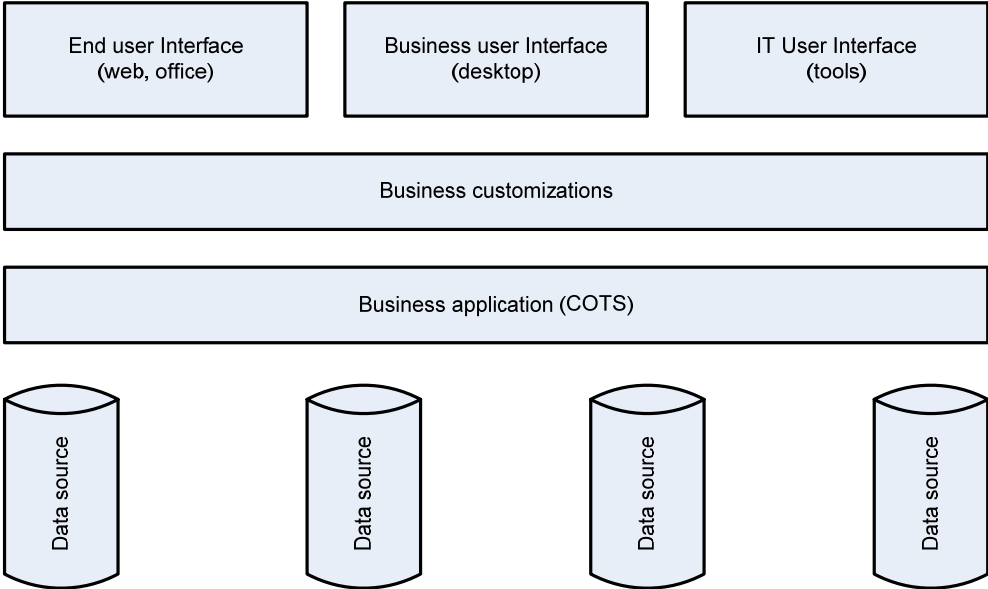 End user Interface
(web, office)
Business user Interface
(desktop)
IT User Interface
(tools)
Business customizations
Business application (COTS)
Data source
Data source
Data source
Data source